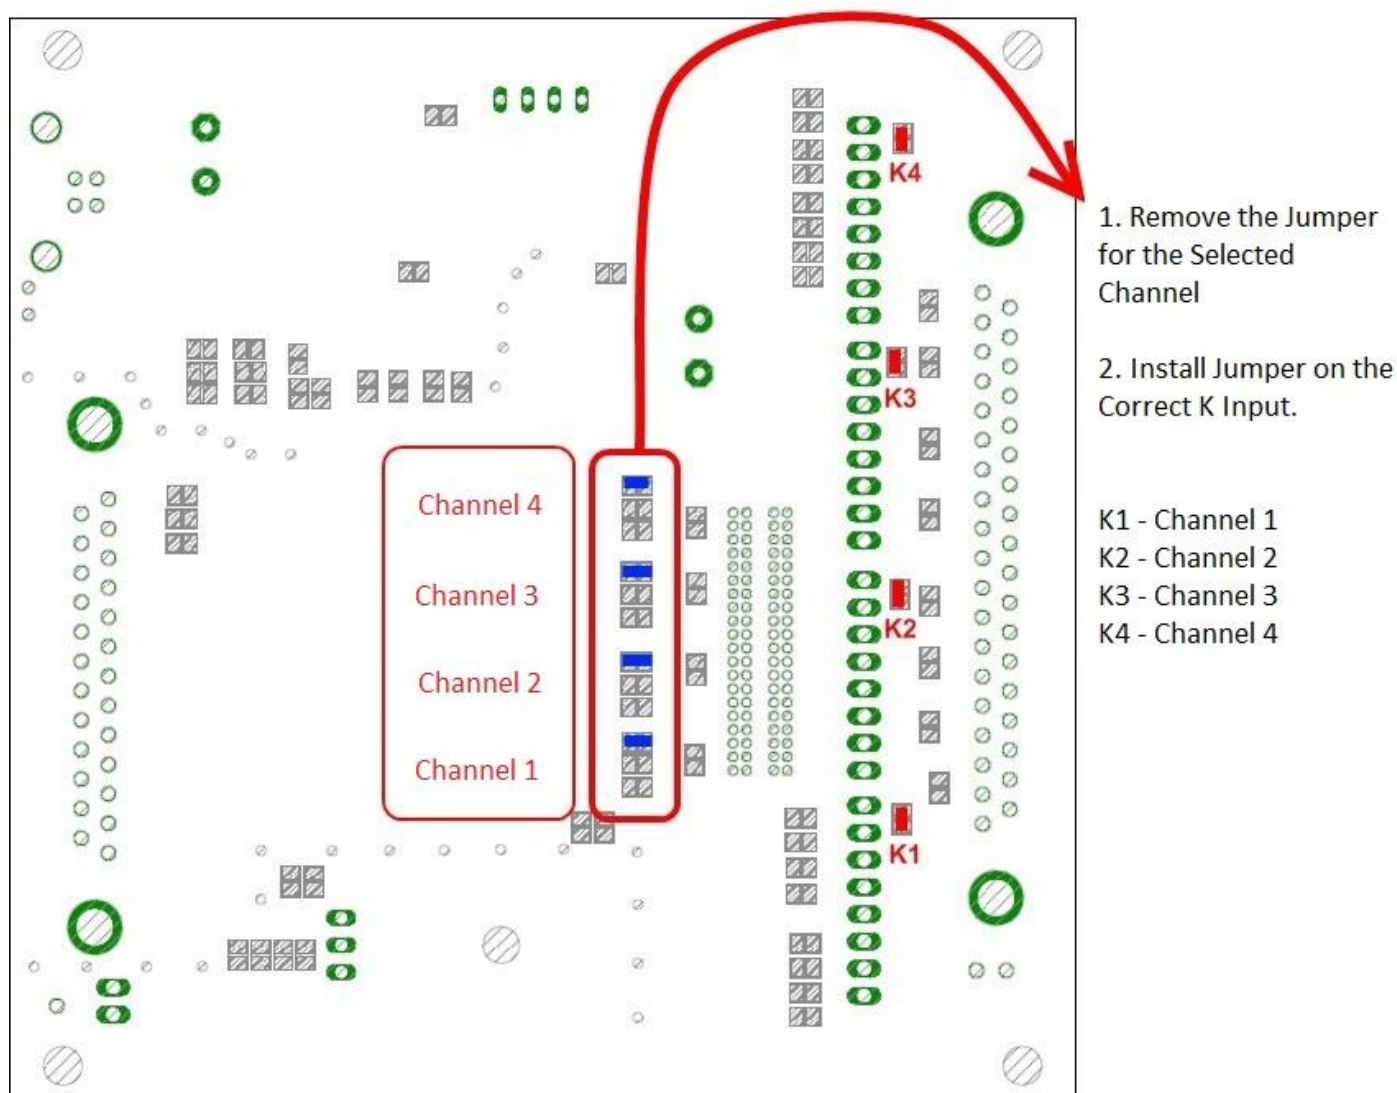 K4
1. Remove the Jumper
for the Selected
Channel
2. Install Jumper on the
Correct K Input.
K3
Channel 4
K1 - Channel 1
K2 - Channel 2
K3 - Channel 3
K4 - Channel 4
Channel 3
K2
Channel 2
Channel 1
K1